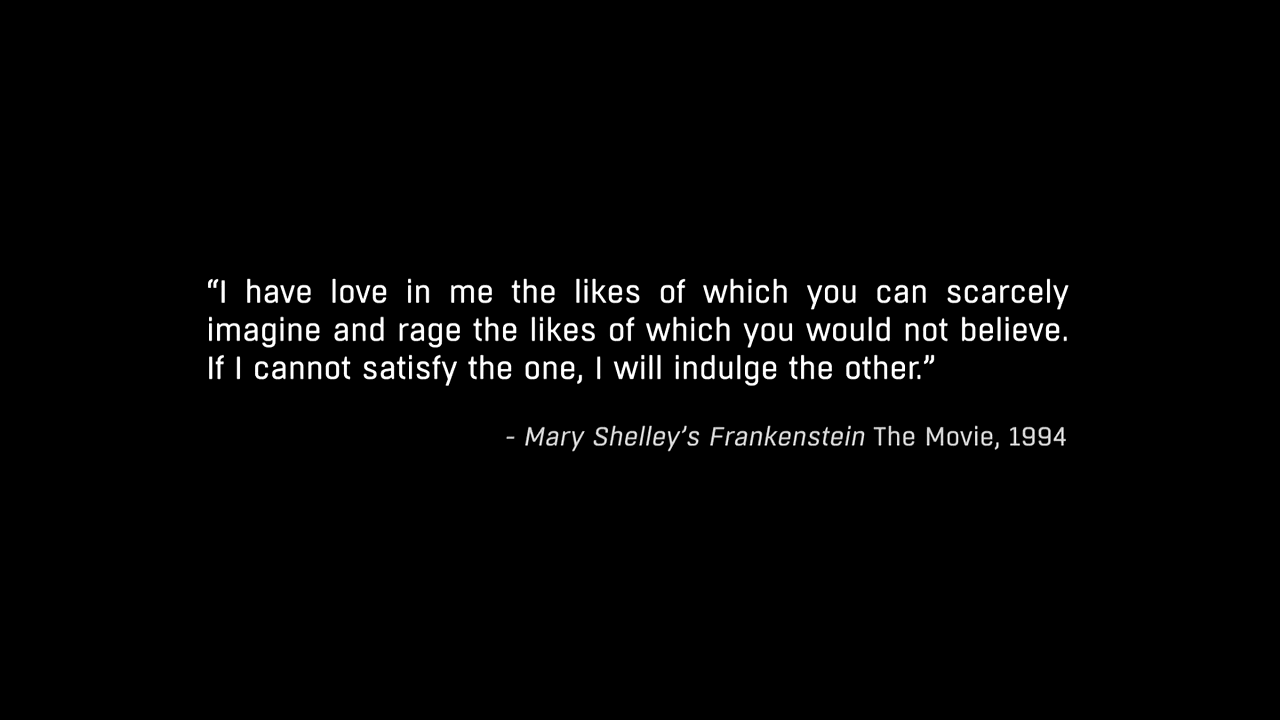 “I have love in me the likes of which you can scarcely
imagine and rage the likes of which you would not believe.
If I cannot satisfy the one, I will indulge the other.”
- Mary Shelley’s Frankenstein The Movie, 1994